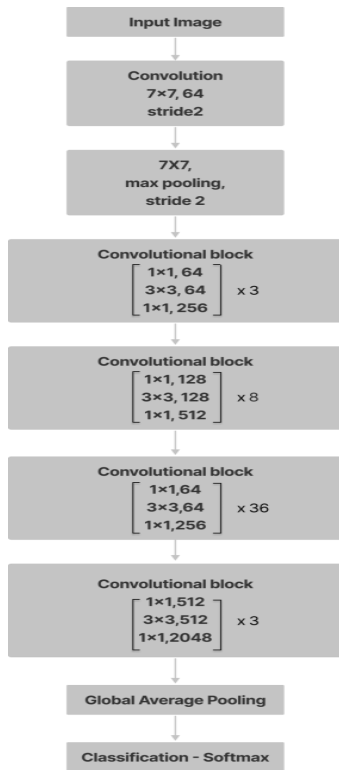 Input Image
Convolution
7×7, 64
stride2
7X7,
max pooling,
stride 2
Convolutional block
1×1, 64
3×3, 64 x 3
1×1, 256
Convolutional block
1×1, 128
3×3, 128 x 8
1×1, 512
Convolutional block
1×1,64
3×3,64 x 36
1×1,256
Convolutional block
1×1,512
3×3,512 x 3
1×1,2048
Global Average Pooling
Classification - Softmax